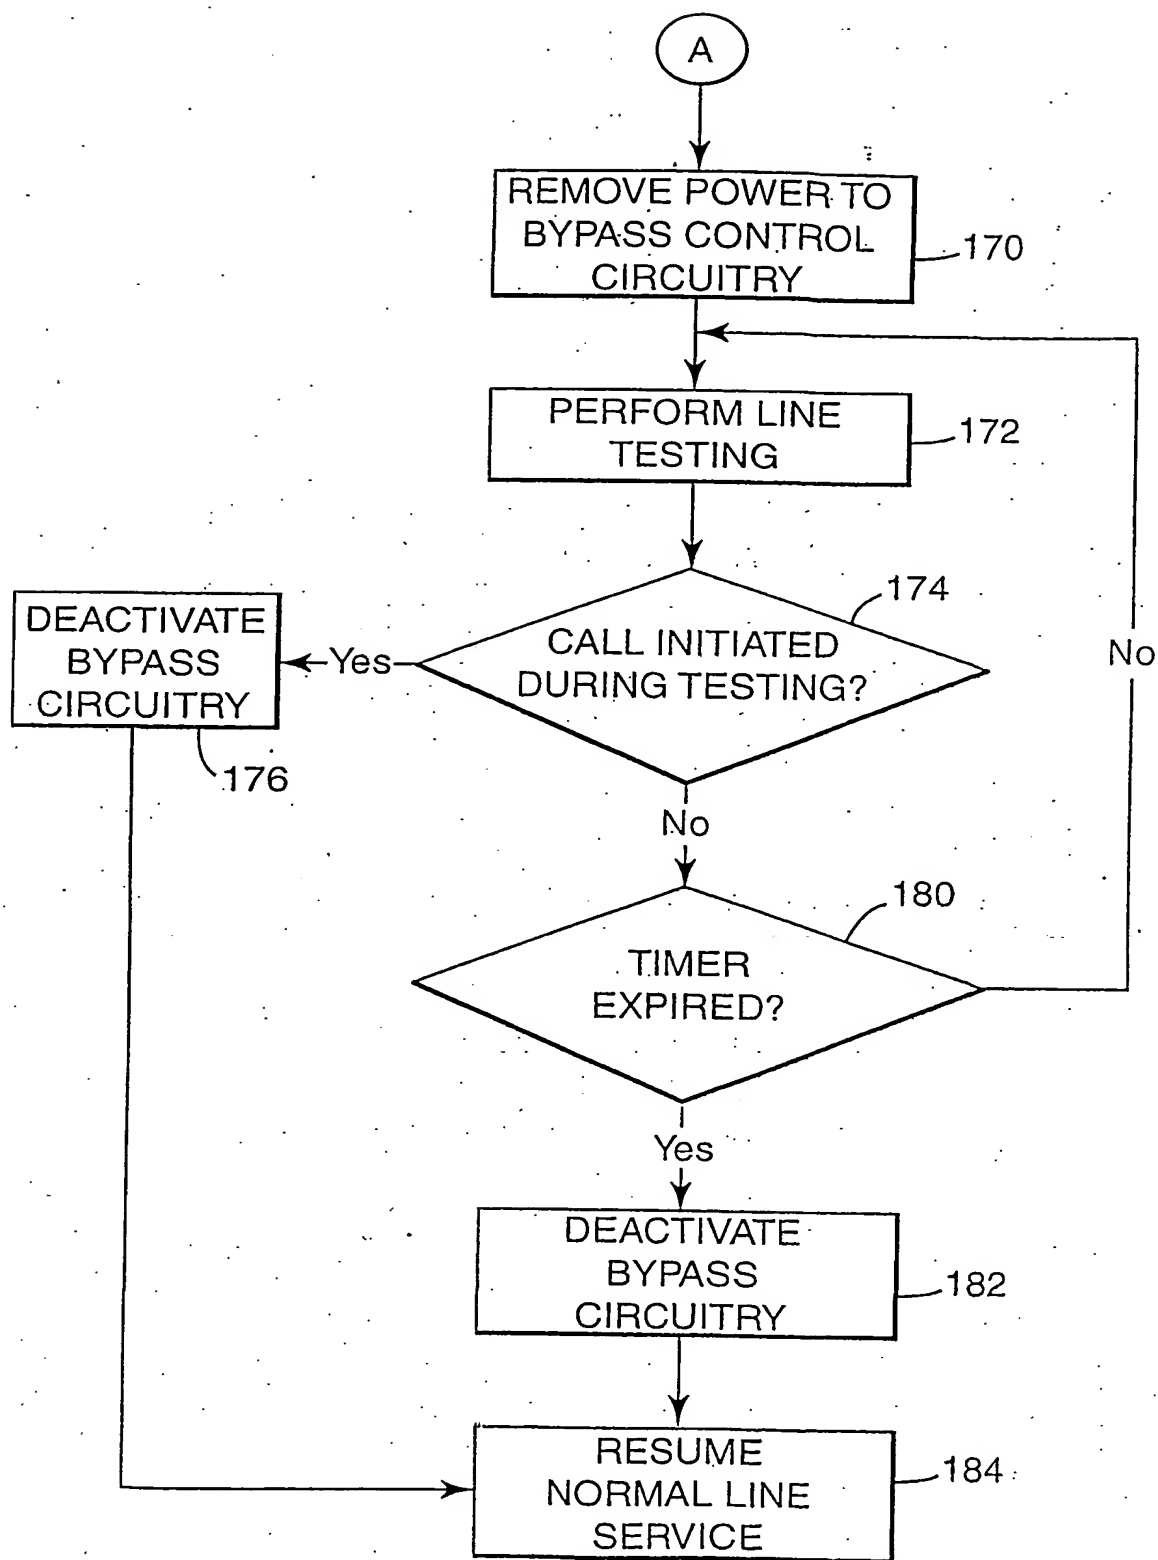 A
REMOVE POWER TO
BYPASS CONTROL
CIRCUITRY
170
PERFORM LINE
TESTING
172
174
CALL INITIATED
DURING TESTING?
Yes
DEACTIVATE
BYPASS
CIRCUITRY
176
No
No
180
TIMER
EXPIRED?
Yes
DEACTIVATE
BYPASS
CIRCUITRY
182
RESUME
NORMAL LINE
SERVICE
184